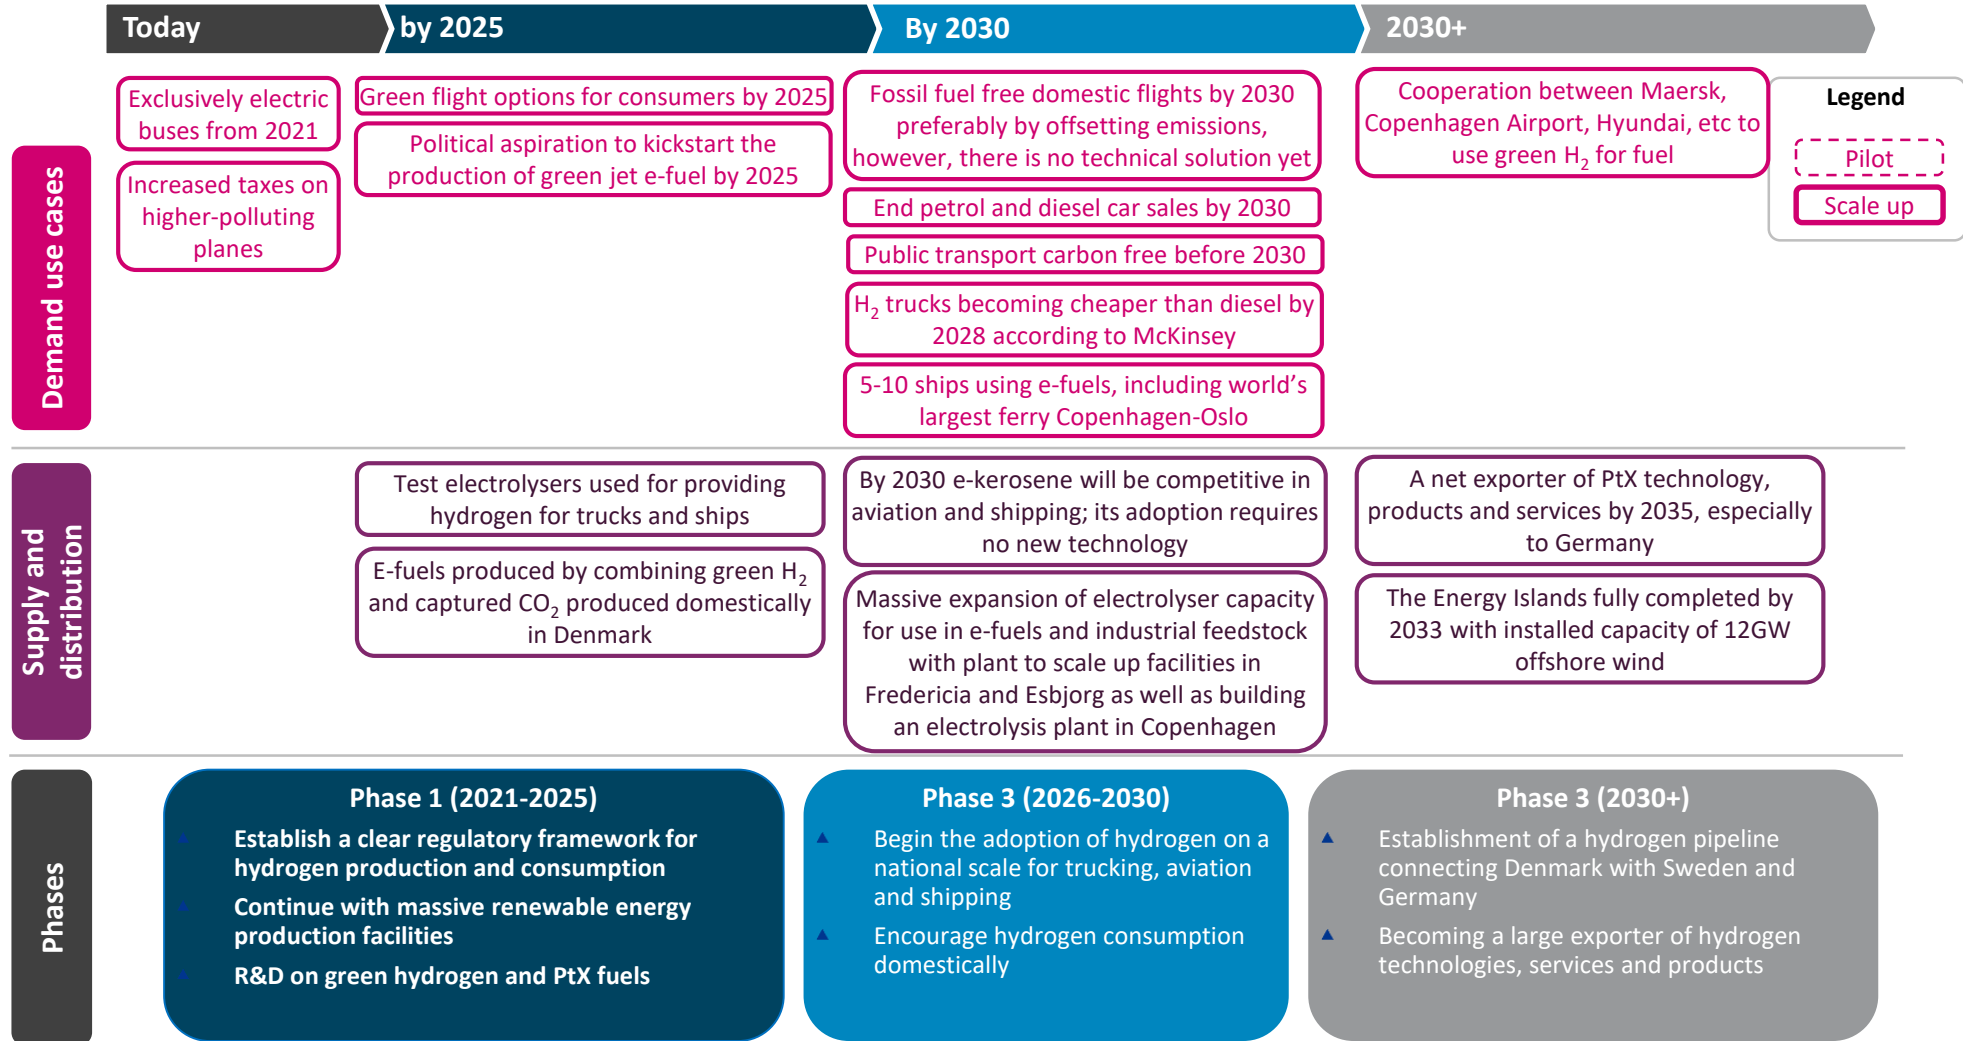 Today
by 2025
By 2030
2030+
Demand use cases
Exclusively electric
buses from 2021
Increased taxes on
higher-polluting
planes
Green flight options for consumers by 2025
Political aspiration to kickstart the
production of green jet e-fuel by 2025
Fossil fuel free domestic flights by 2030
preferably by offsetting emissions,
however, there is no technical solution yet
End petrol and diesel car sales by 2030
Public transport carbon free before 2030
H₂ trucks becoming cheaper than diesel by
2028 according to McKinsey
5-10 ships using e-fuels, including world's
largest ferry Copenhagen-Oslo
Cooperation between Maersk,
Copenhagen Airport, Hyundai, etc to
use green H₂ for fuel
Legend
Pilot
Scale up
Supply and
distribution
Test electrolysers used for providing
hydrogen for trucks and ships
E-fuels produced by combining green H₂
and captured CO₂ produced domestically
in Denmark
By 2030 e-kerosene will be competitive in
aviation and shipping; its adoption requires
no new technology
Massive expansion of electrolyser capacity
for use in e-fuels and industrial feedstock
with plant to scale up facilities in
Fredericia and Esbjorg as well as building
an electrolysis plant in Copenhagen
A net exporter of PtX technology,
products and services by 2035, especially
to Germany
The Energy Islands fully completed by
2033 with installed capacity of 12GW
offshore wind
Phases
Phase 1 (2021-2025)
Establish a clear regulatory framework for
hydrogen production and consumption
Continue with massive renewable energy
production facilities
R&D on green hydrogen and PtX fuels
Phase 3 (2026-2030)
Begin the adoption of hydrogen on a
national scale for trucking, aviation
and shipping
Encourage hydrogen consumption
domestically
Phase 3 (2030+)
Establishment of a hydrogen pipeline
connecting Denmark with Sweden and
Germany
Becoming a large exporter of hydrogen
technologies, services and products